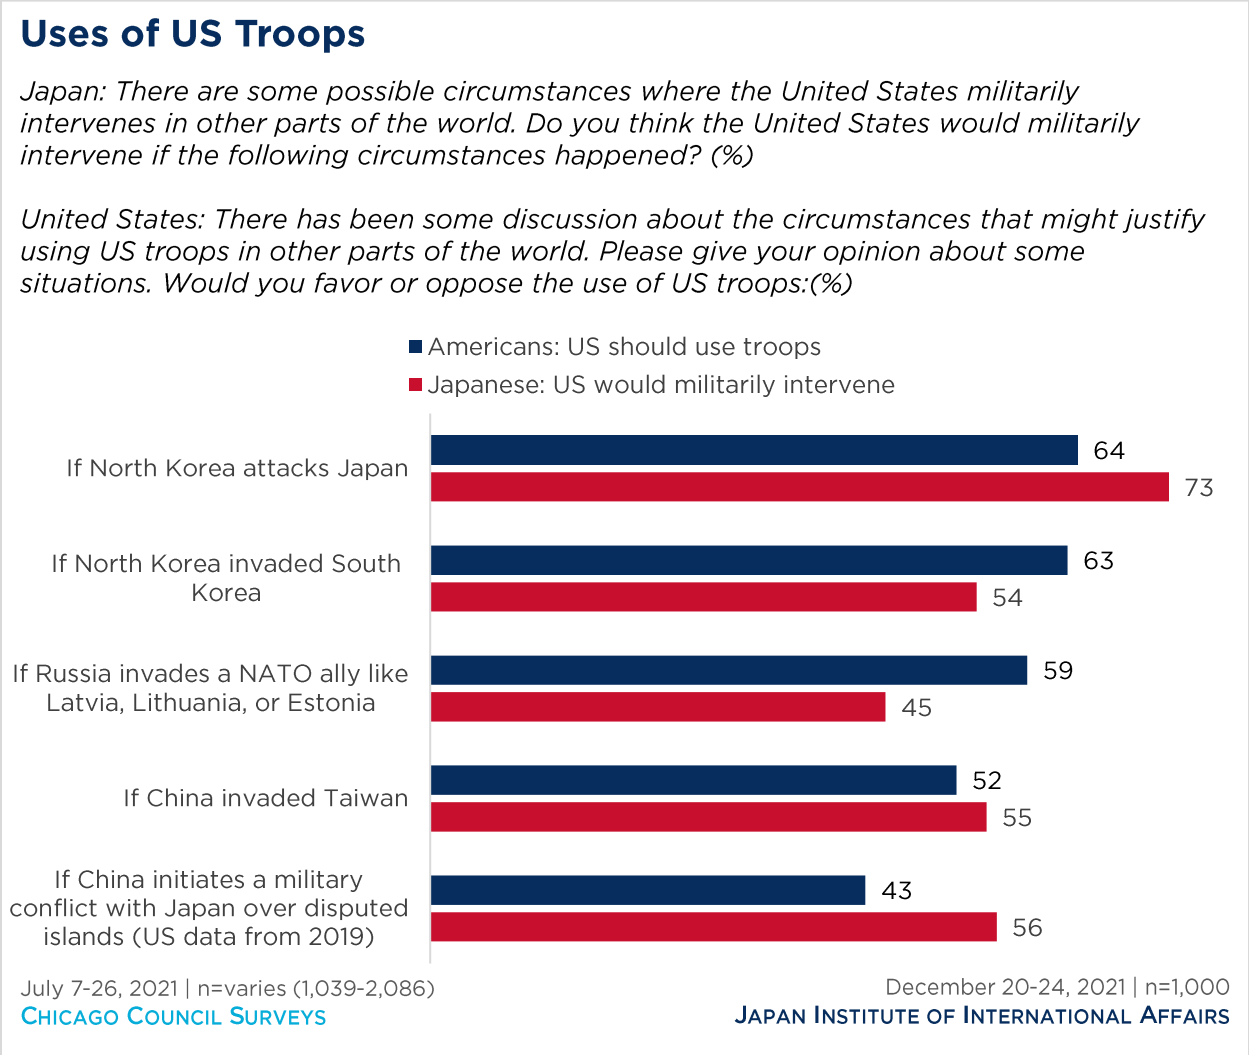 Uses of US Troops
Japan: There are some possible circumstances where the United States militarily
intervenes in other parts of the world. Do you think the United States would militarily
intervene if the following circumstances happened? (%)
United States: There has been some discussion about the circumstances that might justify
using US troops in other parts of the world. Please give your opinion about some
situations. Would you favor or oppose the use of US troops:(%)
Americans: US should use troops
Japanese: US would militarily intervene
If North Korea attacks Japan
64
73
If North Korea invaded South
Korea
63
54
If Russia invades a NATO ally like
Latvia, Lithuania, or Estonia
59
45
If China invaded Taiwan
52
55
If China initiates a military
conflict with Japan over disputed
islands (US data from 2019)
43
56
July 7-26, 2021 | n=varies (1,039-2,086)
CHICAGO COUNCIL SURVEYS
December 20-24, 2021 | n=1,000
JAPAN INSTITUTE OF INTERNATIONAL AFFAIRS